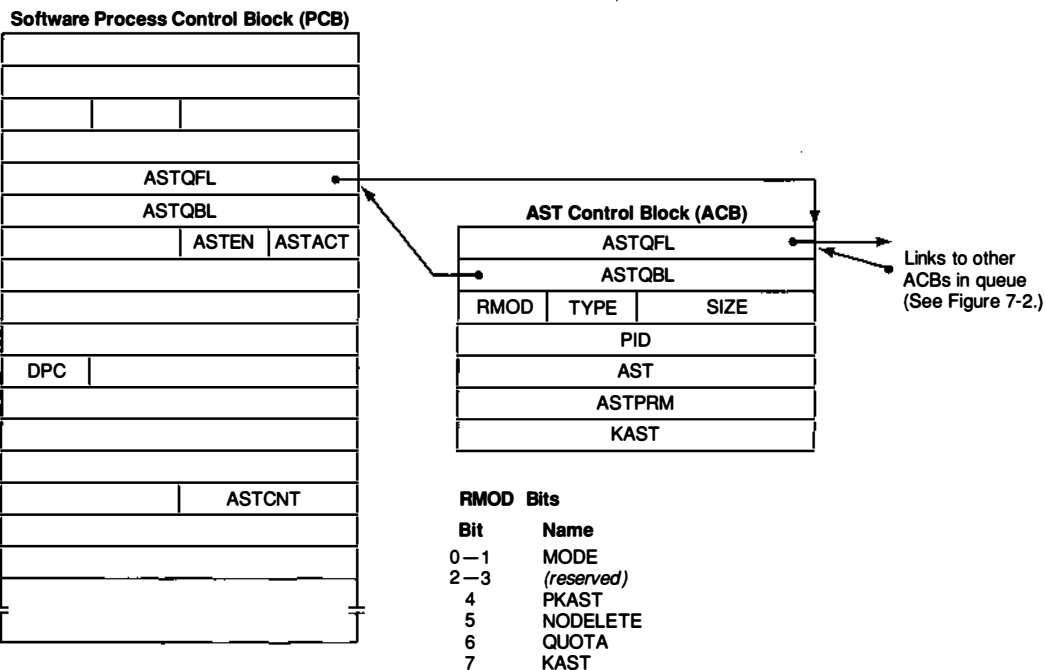 Software Process Control Block (PCB)
ASTQFL
ASTQBL
ASTEN ASTACT
DPC
ASTCNT
AST Control Block (ACB)
ASTQFL
ASTQBL
RMOD TYPE SIZE
PID
AST
ASTPRM
KAST
Links to other
ACBs in queue
(See Figure 7-2.)
RMOD Bits
Bit Name
0—1 MODE
2—3 (reserved)
4 PKAST
5 NODELETE
6 QUOTA
7 KAST